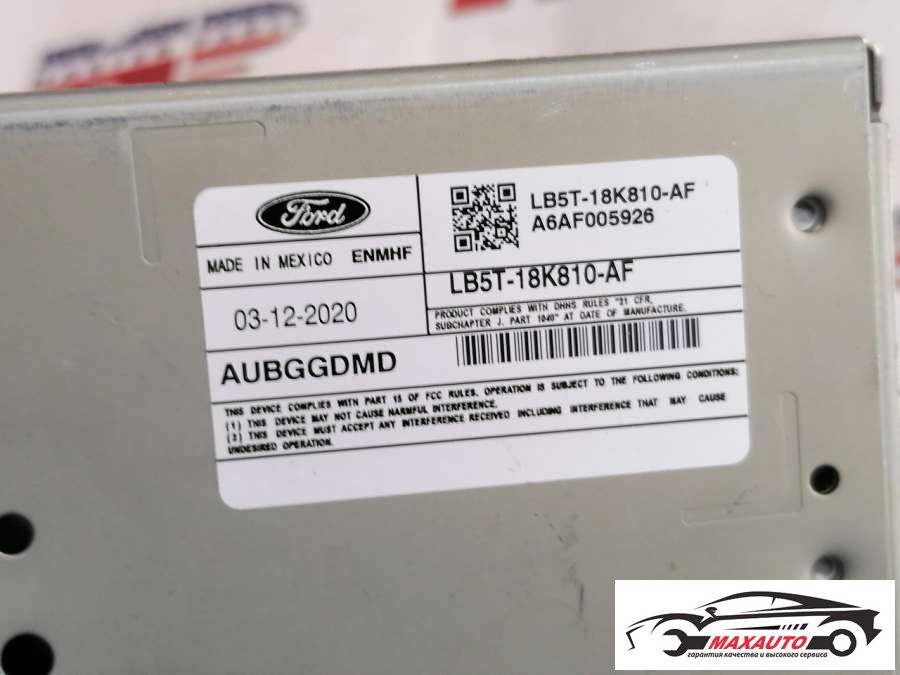 Ford
LB5T-18K810-AF
A6AF005926
MADE IN MEXICO ENMHF
LB5T-18K810-AF
03-12-2020
PRODUCT COMPLIES WITH DHHS RULES "21 CFR,
SUBCHAPTER J, PART 1040" AT DATE OF MANUFACTURE.
AUBGGDMD
THIS DEVICE COMPLIES WITH PART 15 OF FCC RULES. OPERATION IS SUBJECT TO THE FOLLOWING CONDITIONS:
(1) THIS DEVICE MAY NOT CAUSE HARMFUL INTERFERENCE.
(2) THIS DEVICE MUST ACCEPT ANY INTERFERENCE RECEIVED INCLUDING INTERFERENCE THAT MAY CAUSE
UNDESIRED OPERATION.
MAXAUTO
гарантия качества и высокого сервиса